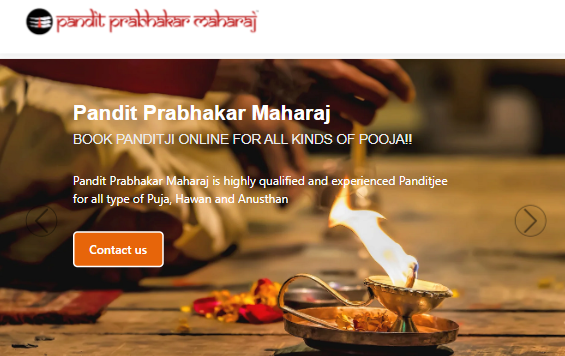 Pandit Prabhakar Maharaj
Pandit Prabhakar Maharaj
BOOK PANDITJI ONLINE FOR ALL KINDS OF POOJA!!
Pandit Prabhakar Maharaj is highly qualified and experienced Panditjee
for all type of Puja, Hawan and Anusthan
Contact us